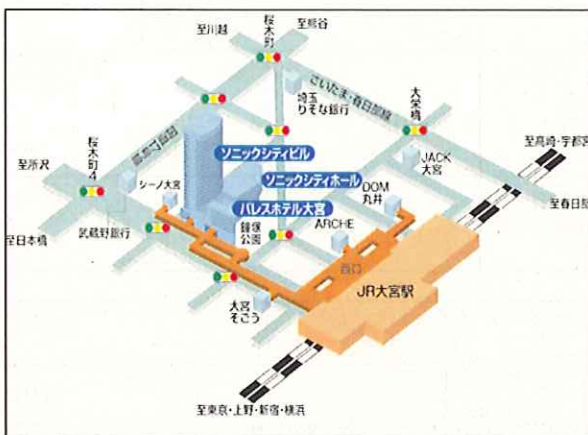 至川越
至熊谷
桜木町
さいたま・春日部線
埼玉
りそな銀行
大栄橋
至高崎・宇都宮
桜木町4
至所沢
ソニックシティビル
ソニックシティホール
パレスホテル大宮
JACK
大宮
DOM
丸井
シーノ大宮
至春日部
武蔵野銀行
至日本橋
鐘塚
公園
ARCHE
西口
大宮
そごう
JR大宮駅
至東京・上野・新宿・横浜